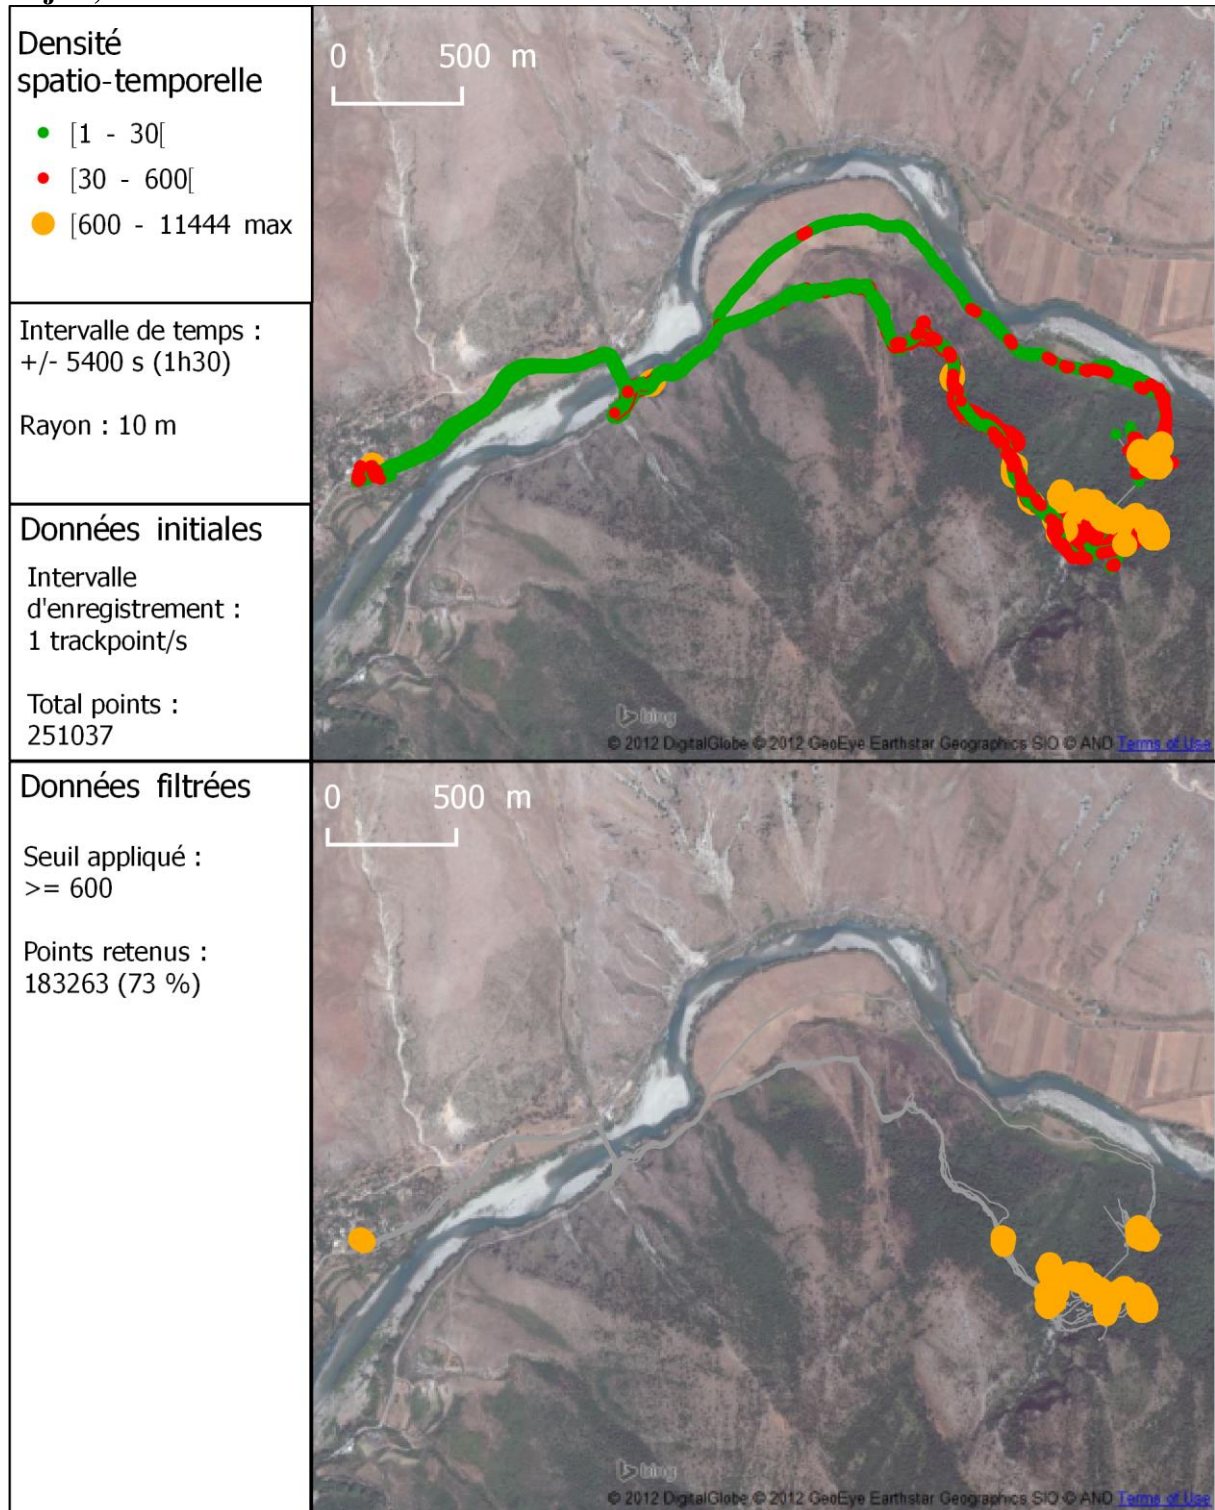 Densité
spatio-temporelle
[1 - 30[
[30 - 600[
[600 - 11444 max
Intervalle de temps :
+/- 5400 s (1h30)
Rayon : 10 m
Données initiales
Intervalle
d'enregistrement :
1 trackpoint/s
Total points :
251037
0 500 m
bing
© 2012 DigitalGlobe © 2012 GeoEye Earthstar Geographics SIO © AND Terms of Use
Données filtrées
Seuil appliqué :
>= 600
Points retenus :
183263 (73 %)
0 500 m
bing
© 2012 DigitalGlobe © 2012 GeoEye Earthstar Geographics SIO © AND Terms of Use